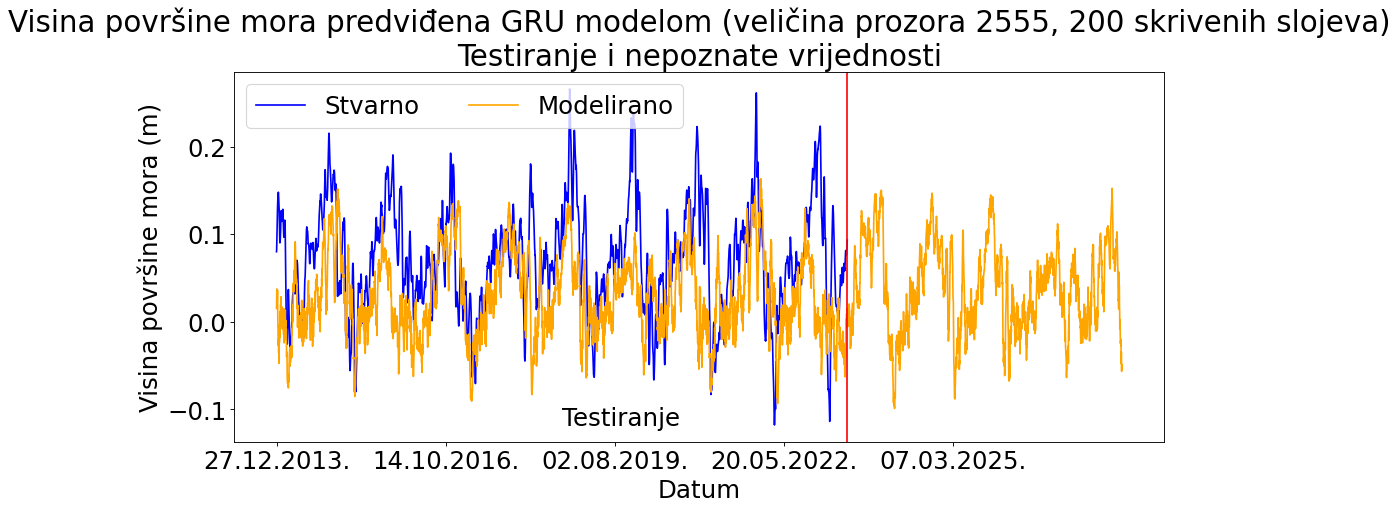 Visina površine mora predviđena GRU modelom (veličina prozora 2555, 200 skrivenih slojeva)
Testiranje i nepoznate vrijednosti
Stvarno
Modelirano
Visina površine mora (m)
0.2
0.1
0.0
−0.1
Testiranje
27.12.2013.
14.10.2016.
02.08.2019.
20.05.2022.
07.03.2025.
Datum